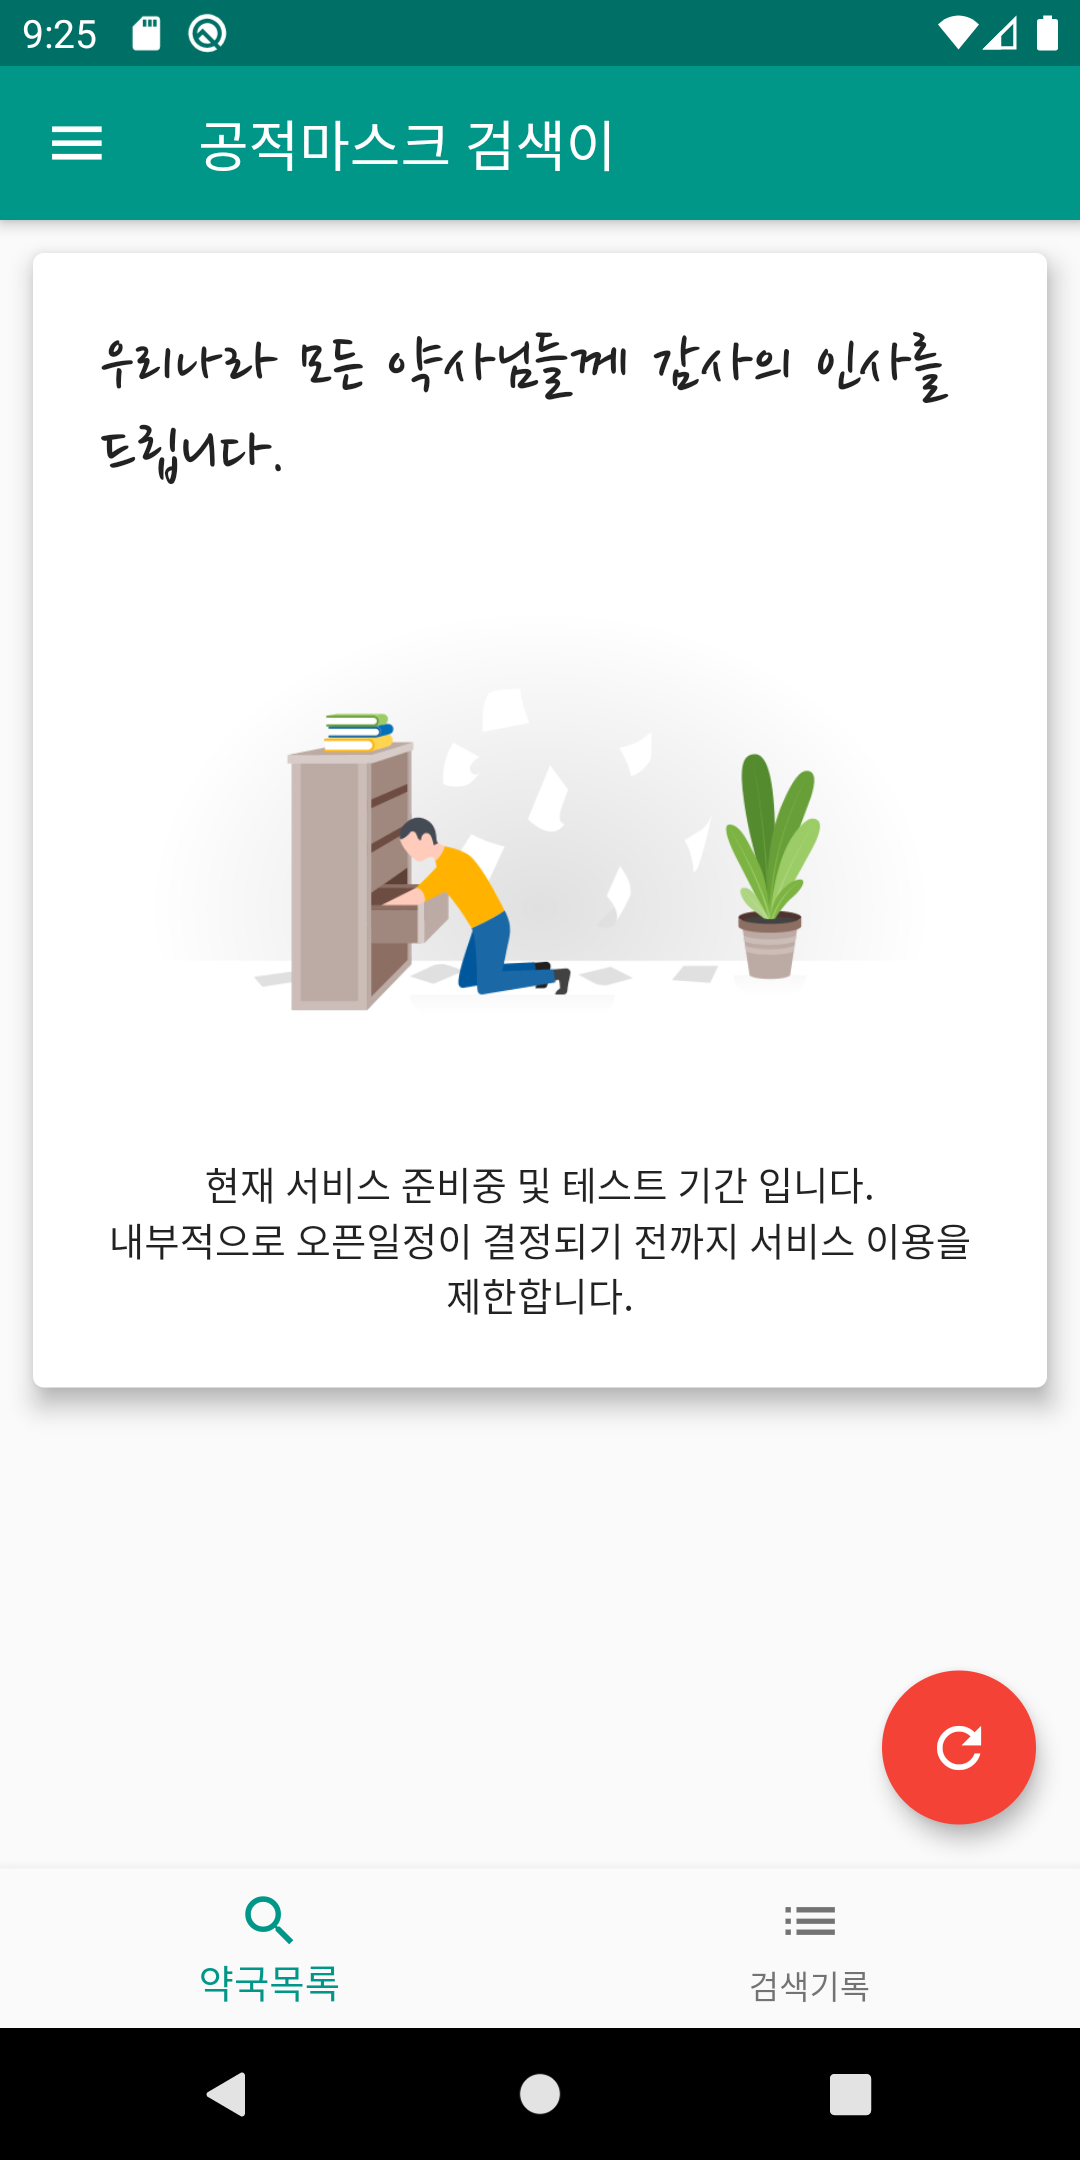 9:25
공적마스크 검색이
우리나라 모든 약사님들께 감사의 인사를
드립니다.
현재 서비스 준비중 및 테스트 기간 입니다.
내부적으로 오픈일정이 결정되기 전까지 서비스 이용을
제한합니다.
약국목록
검색기록